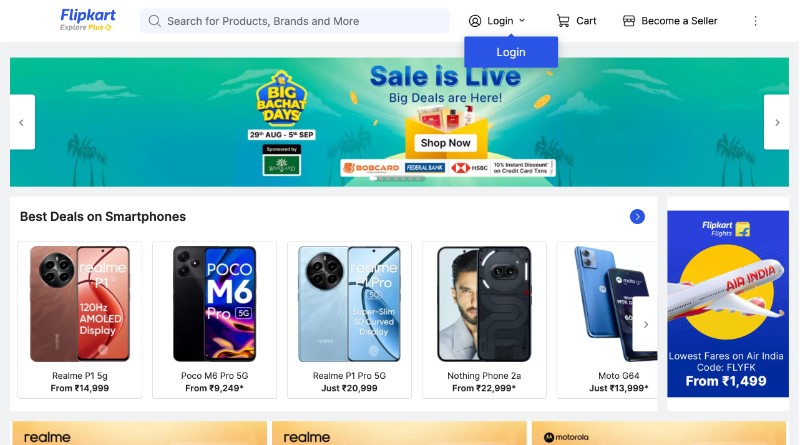 Flipkart
Explore Plus
Search for Products, Brands and More
Login
Cart
Become a Seller
Login
BIG
BACHAT
DAYS
29TH AUG - 5TH SEP
Sponsored by
Sale is Live
Big Deals are Here!
Shop Now
BOBCARD
FEDERAL BANK
HSBC
10% Instant Discount*
on Credit Card Txns
Best Deals on Smartphones
realme
P1
120Hz
AMOLED
Display
Realme P1 5g
From ₹14,999
POCO
M6
Pro 5G
Poco M6 Pro 5G
From ₹9,249*
realme
P1 Pro
5G
Super-Slim
3D Curved
Display
Realme P1 Pro 5G
Just ₹20,999
Nothing Phone 2a
From ₹22,999*
Moto G64
Just ₹13,999*
Flipkart
Flights
AIR INDIA
Lowest Fares on Air India
Code: FLYFK
From ₹1,499
realme
realme
motorola